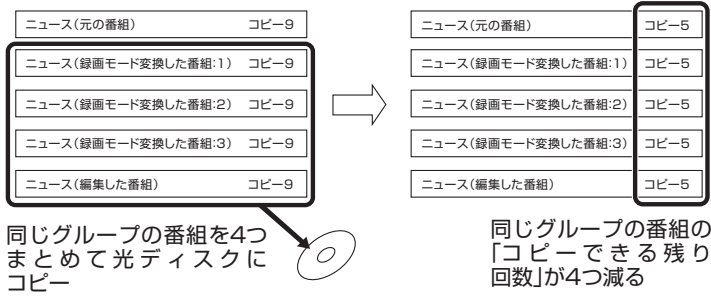 ニュース(元の番組) コピー9
ニュース(録画モード変換した番組:1) コピー9
ニュース(録画モード変換した番組:2) コピー9
ニュース(録画モード変換した番組:3) コピー9
ニュース(編集した番組) コピー9
同じグループの番組を4つ
まとめて光ディスクに
コピー
ニュース(元の番組) コピー5
ニュース(録画モード変換した番組:1) コピー5
ニュース(録画モード変換した番組:2) コピー5
ニュース(録画モード変換した番組:3) コピー5
ニュース(編集した番組) コピー5
同じグループの番組の
「コピーできる残り
回数」が4つ減る